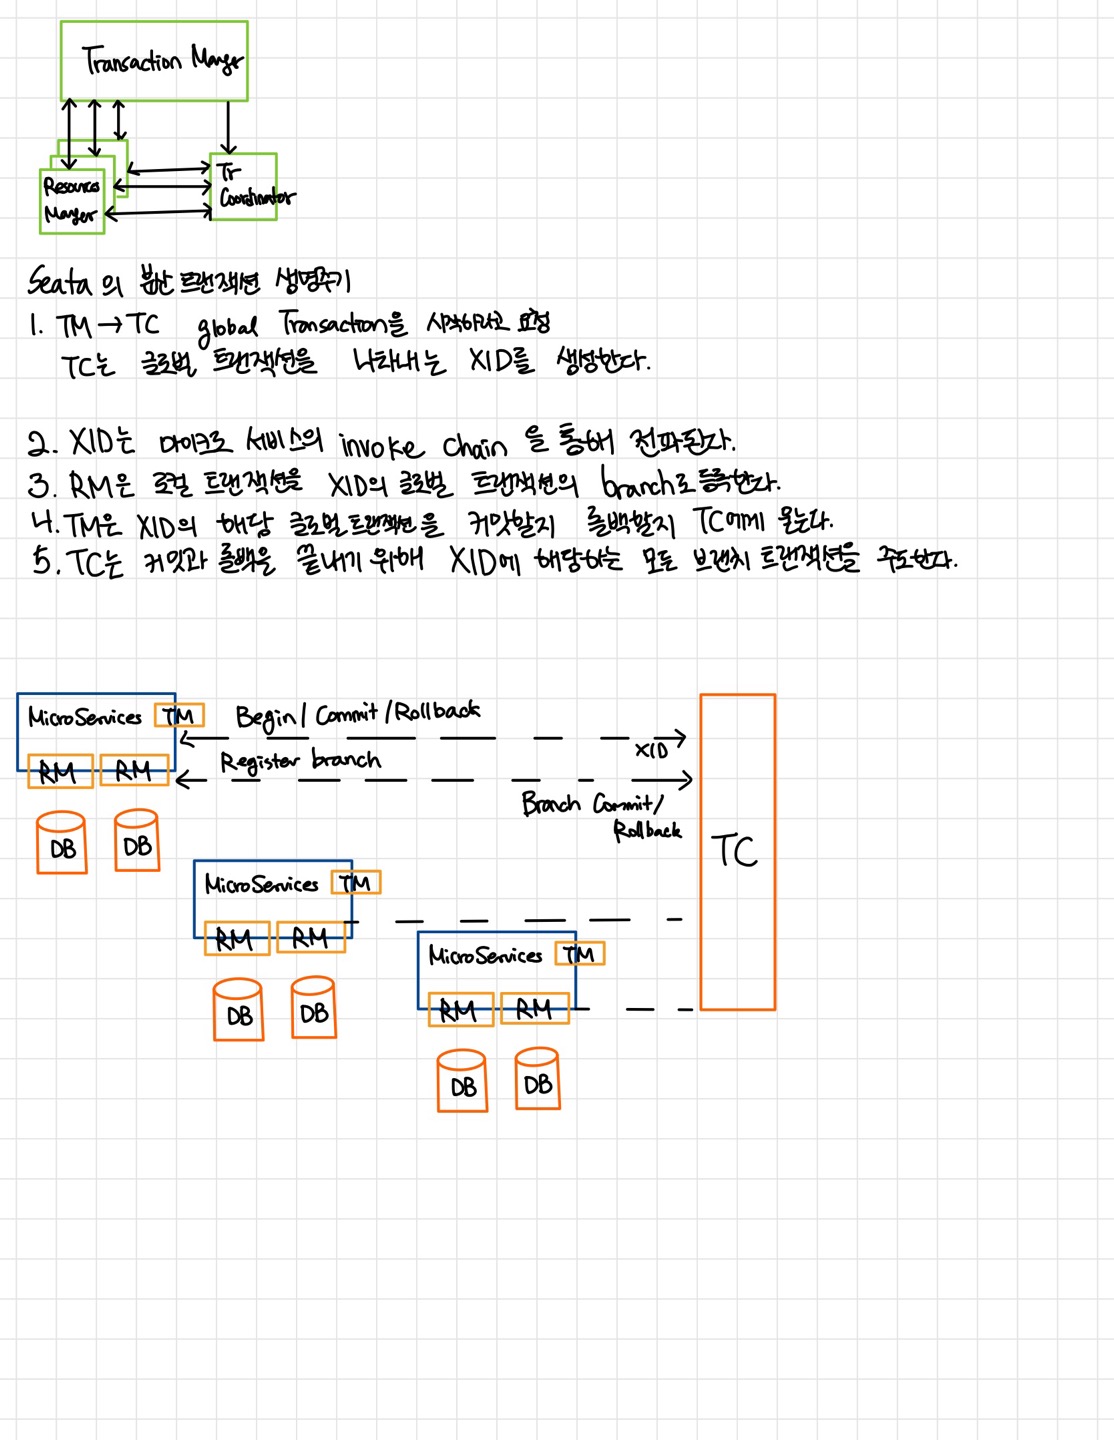 Transaction Manger
Resources
Manger
Tr
Coordinator
Seata의 분산 트랜잭션 생명주기
1. TM → TC global Transaction을 시작하라고 요청
TC는 글로벌 트랜잭션을 나타내는 XID를 생성한다.
2. XID는 마이크로 서비스의 invoke chain 을 통해 전파된다.
3. RM은 로컬 트랜잭션을 XID의 글로벌 트랜잭션의 branch로 등록한다.
4. TM은 XID의 해당 글로벌 트랜잭션을 커밋할지 롤백할지 TC에게 묻는다.
5. TC는 커밋과 롤백을 끝내기 위해 XID에 해당하는 모든 브랜치 트랜잭션을 주도한다.
MicroServices TM
Begin/ Commit/Rollback
XID
RM RM
Register branch
Branch Commit/
Rollback
DB DB
TC
MicroServices TM
RM RM
DB DB
MicroServices TM
RM RM
DB DB